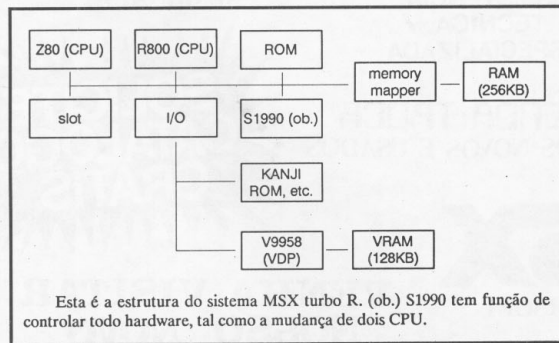 Z80 (CPU)
R800 (CPU)
ROM
memory
mapper
RAM
(256KB)
slot
I/O
S1990 (ob.)
KANJI
ROM, etc.
V9958
(VDP)
VRAM
(128KB)
Esta é a estrutura do sistema MSX turbo R. (ob.) S1990 tem função de
controlar todo hardware, tal como a mudança de dois CPU.